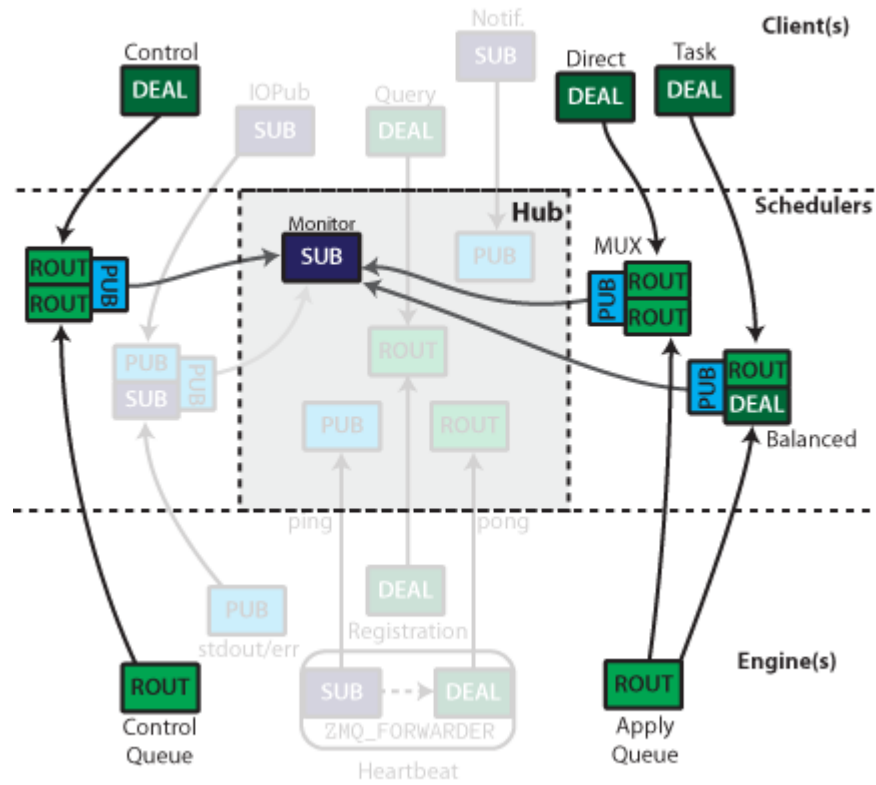 Notif.
Client(s)
Control
SUB
Direct
Task
DEAL
IOPub
Query
DEAL
DEAL
SUB
DEAL
Schedulers
Hub
Monitor
SUB
PUB
MUX
ROUT
ROUT
PUB
PUB
ROUT
ROUT
ROUT
PUB
SUB
PUB
PUB
ROUT
DEAL
Balanced
PUB
ROUT
ping
pong
DEAL
Registration
PUB
stdout/err
Engine(s)
ROUT
Control
Queue
SUB
DEAL
ZMQ_FORWARDER
Heartbeat
ROUT
Apply
Queue